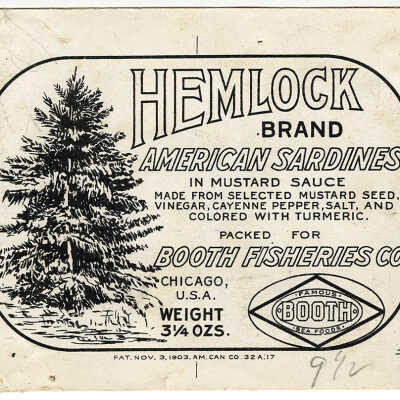 HEMLOCK
BRAND
AMERICAN SARDINES
IN MUSTARD SAUCE
MADE FROM SELECTED MUSTARD SEED,
VINEGAR, CAYENNE PEPPER, SALT, AND
COLORED WITH TURMERIC.
PACKED FOR
BOOTH FISHERIES CO
CHICAGO,
U.S.A.
WEIGHT
3¼ OZS.
FAMOUS
BOOTH
SEA FOODS
PAT. NOV. 3, 1903. AM. CAN CO. 32 A. 17
9½